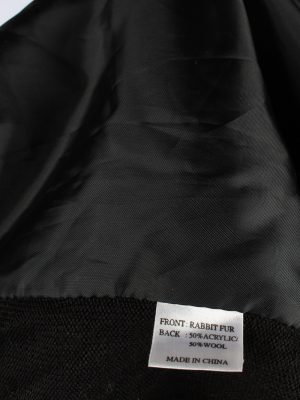 FRONT: RABBIT FUR
BACK : 50%ACRYLIC/
50%WOOL
MADE IN CHINA